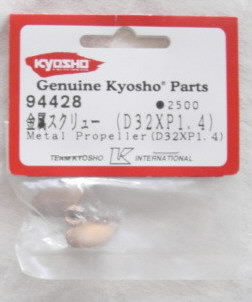 KYOSHO
Genuine Kyosho® Parts
94428 ●2500
金属スクリュー (D32XP1.4)
Metal Propeller(D32XP1.4)
TEAM KYOSHO K INTERNATIONAL